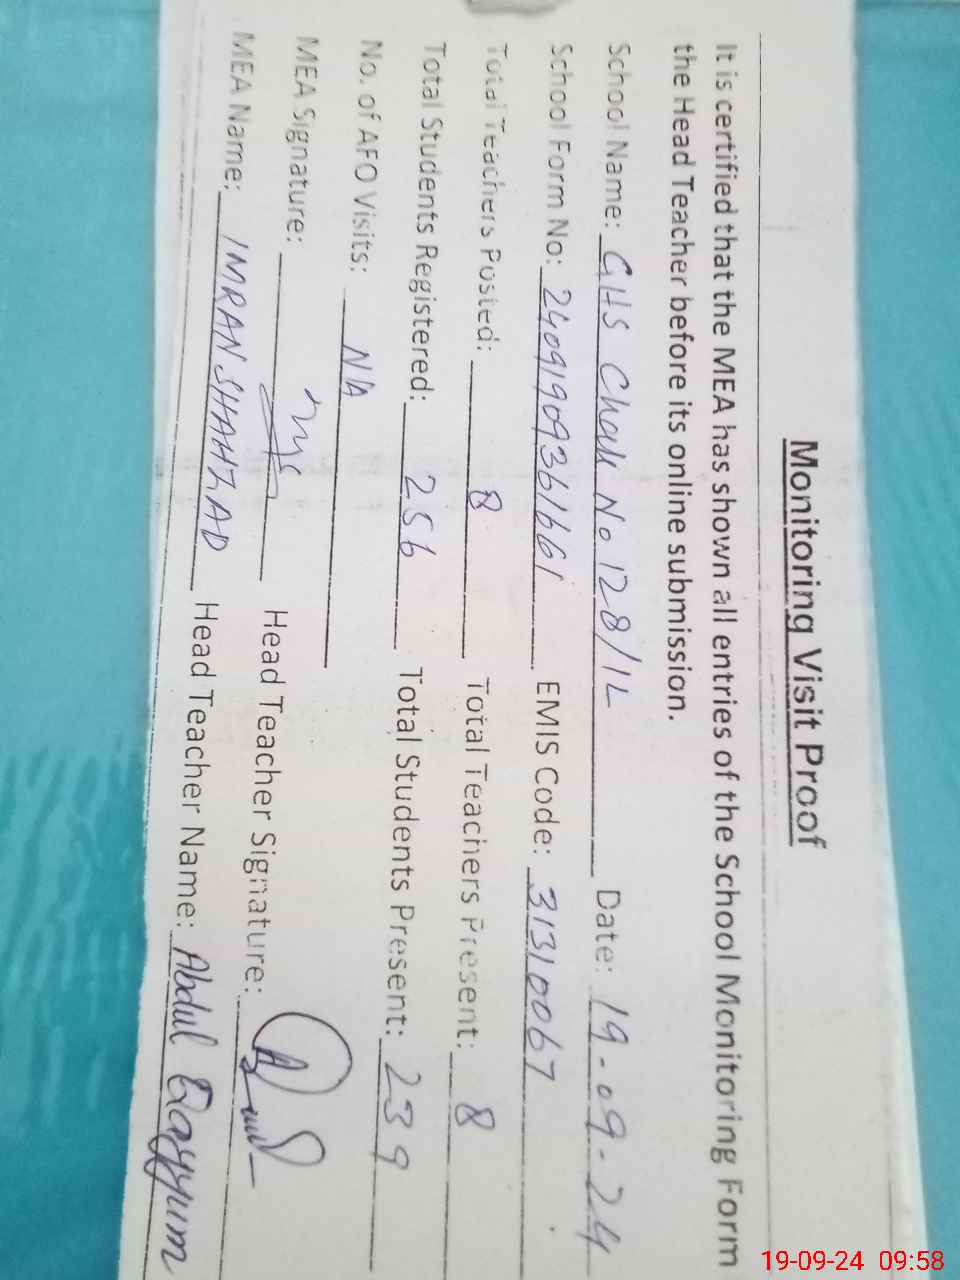 Monitoring Visit Proof
It is certified that the MEA has shown all entries of the School Monitoring Form
the Head Teacher before its online submission.
School Name: GHS Chak No 128/1L Date: 19-09-24
School Form No: 24091909361661 EMIS Code: 31310067
Total Teachers Posted: 8 Total Teachers Present: 8
Total Students Registered: 256 Total Students Present: 239
No. of AFO Visits: NA
MEA Signature: Head Teacher Signature:
MEA Name: IMRAN SHAHZAD Head Teacher Name: Abdul Qayyum
19-09-24 09:58